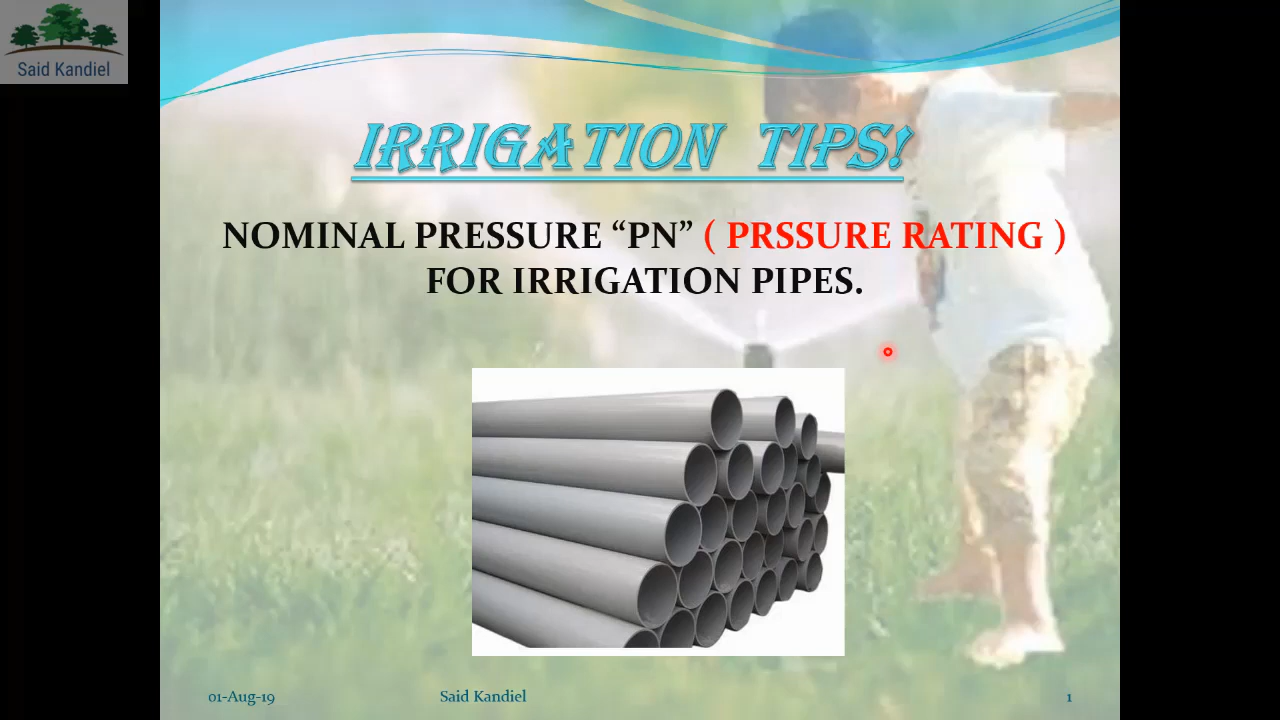 Said Kandiel
IRRIGATION TIPS!
NOMINAL PRESSURE “PN” ( PRSSURE RATING )
FOR IRRIGATION PIPES.
01-Aug-19 Said Kandiel 1